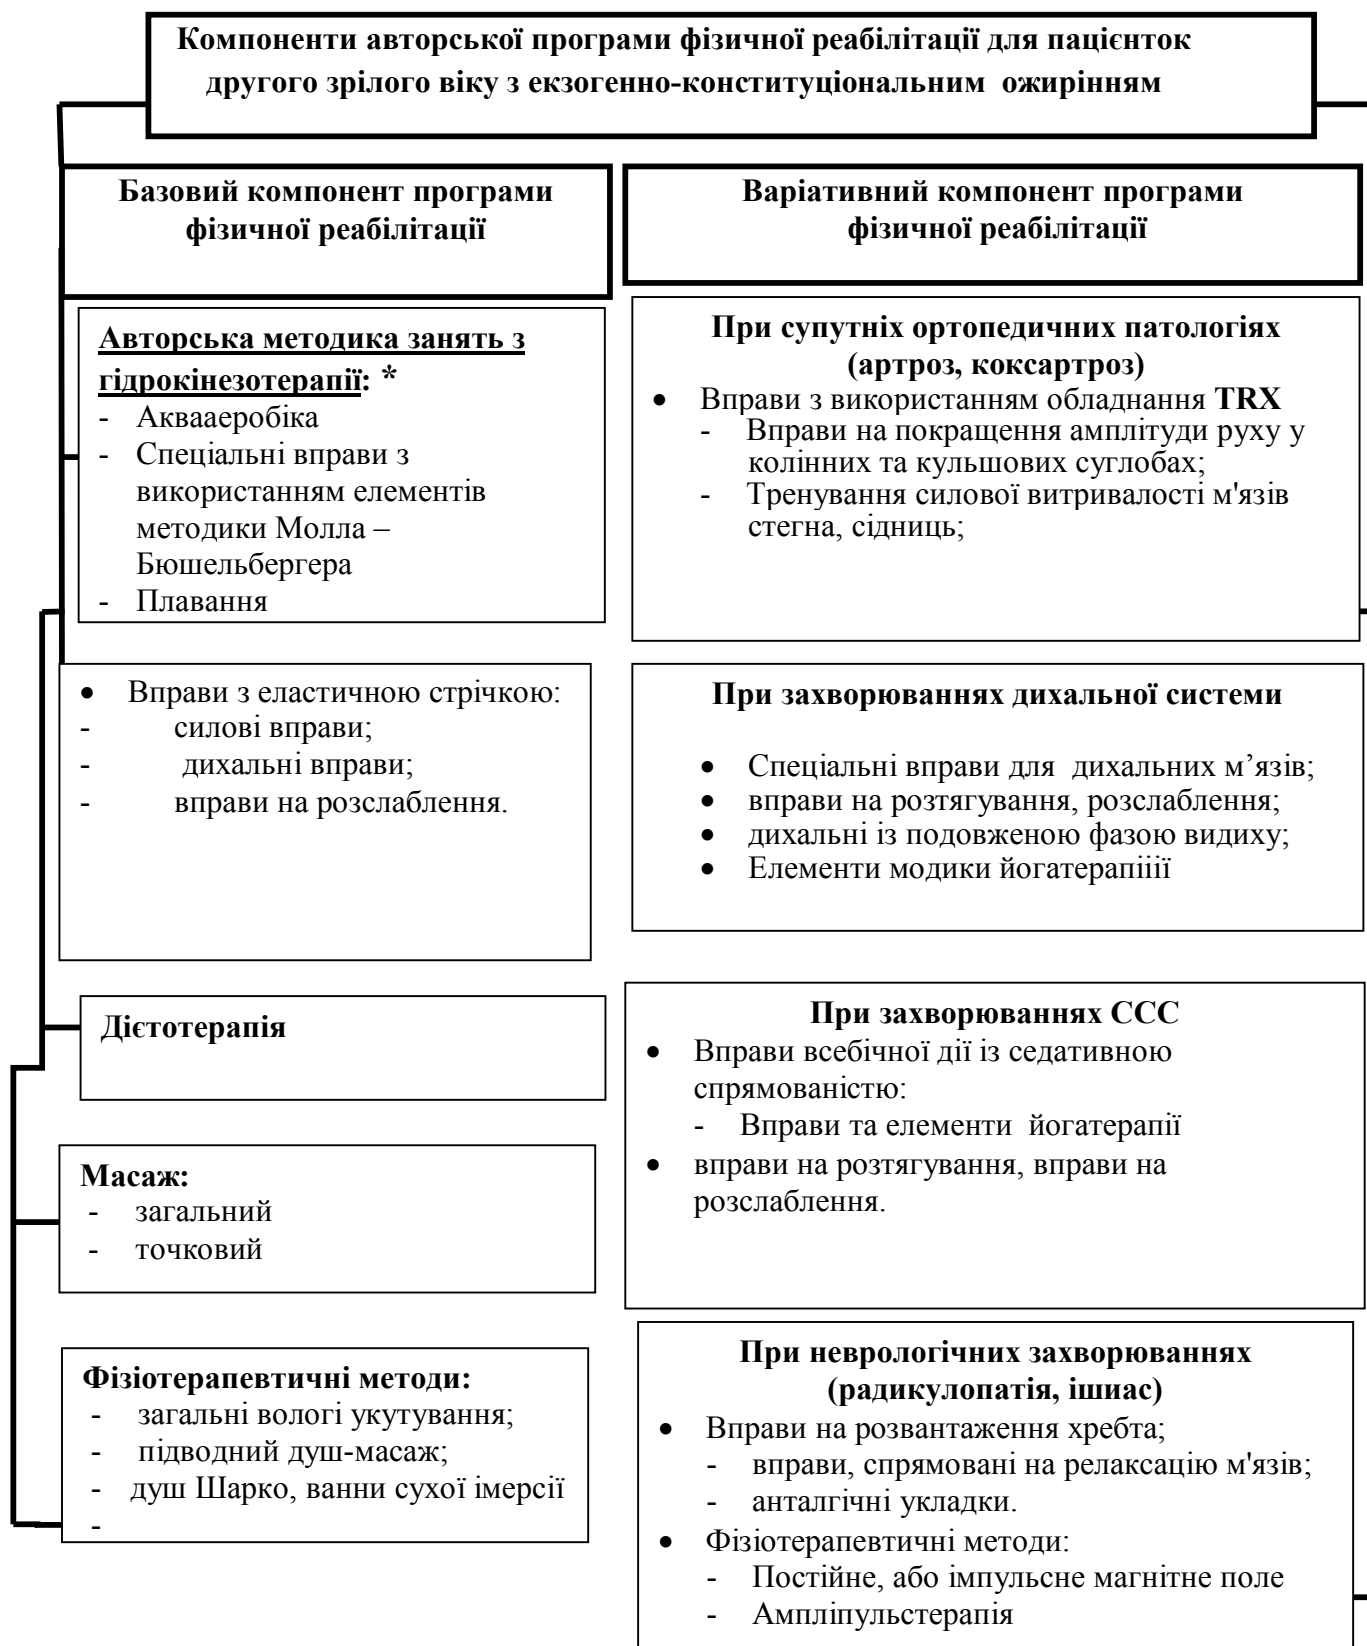 Компоненти авторської програми фізичної реабілітації для пацієнток
другого зрілого віку з екзогенно-конституціональним ожирінням
Базовий компонент програми
фізичної реабілітації
Авторська методика занять з
гідрокінезотерапії: *
- Аквааеробіка
- Спеціальні вправи з
використанням елементів
методики Молла –
Бюшельбергера
- Плавання
• Вправи з еластичною стрічкою:
- силові вправи;
- дихальні вправи;
- вправи на розслаблення.
Дієтотерапія
Масаж:
- загальний
- точковий
Фізіотерапевтичні методи:
- загальні вологі укутування;
- підводний душ-масаж;
- душ Шарко, ванни сухої імерсії
-
Варіативний компонент програми
фізичної реабілітації
При супутніх ортопедичних патологіях
(артроз, коксартроз)
• Вправи з використанням обладнання TRX
- Вправи на покращення амплітуди руху у
колінних та кульшових суглобах;
- Тренування силової витривалості м'язів
стегна, сідниць;
При захворюваннях дихальної системи
• Спеціальні вправи для дихальних м’язів;
• вправи на розтягування, розслаблення;
• дихальні із подовженою фазою видиху;
• Елементи модики йогатерапіііі
При захворюваннях ССС
• Вправи всебічної дії із седативною
спрямованістю:
- Вправи та елементи йогатерапії
• вправи на розтягування, вправи на
розслаблення.
При неврологічних захворюваннях
(радикулопатія, ішиас)
• Вправи на розвантаження хребта;
- вправи, спрямовані на релаксацію м'язів;
- анталгічні укладки.
• Фізіотерапевтичні методи:
- Постійне, або імпульсне магнітне поле
- Ампліпульстерапія